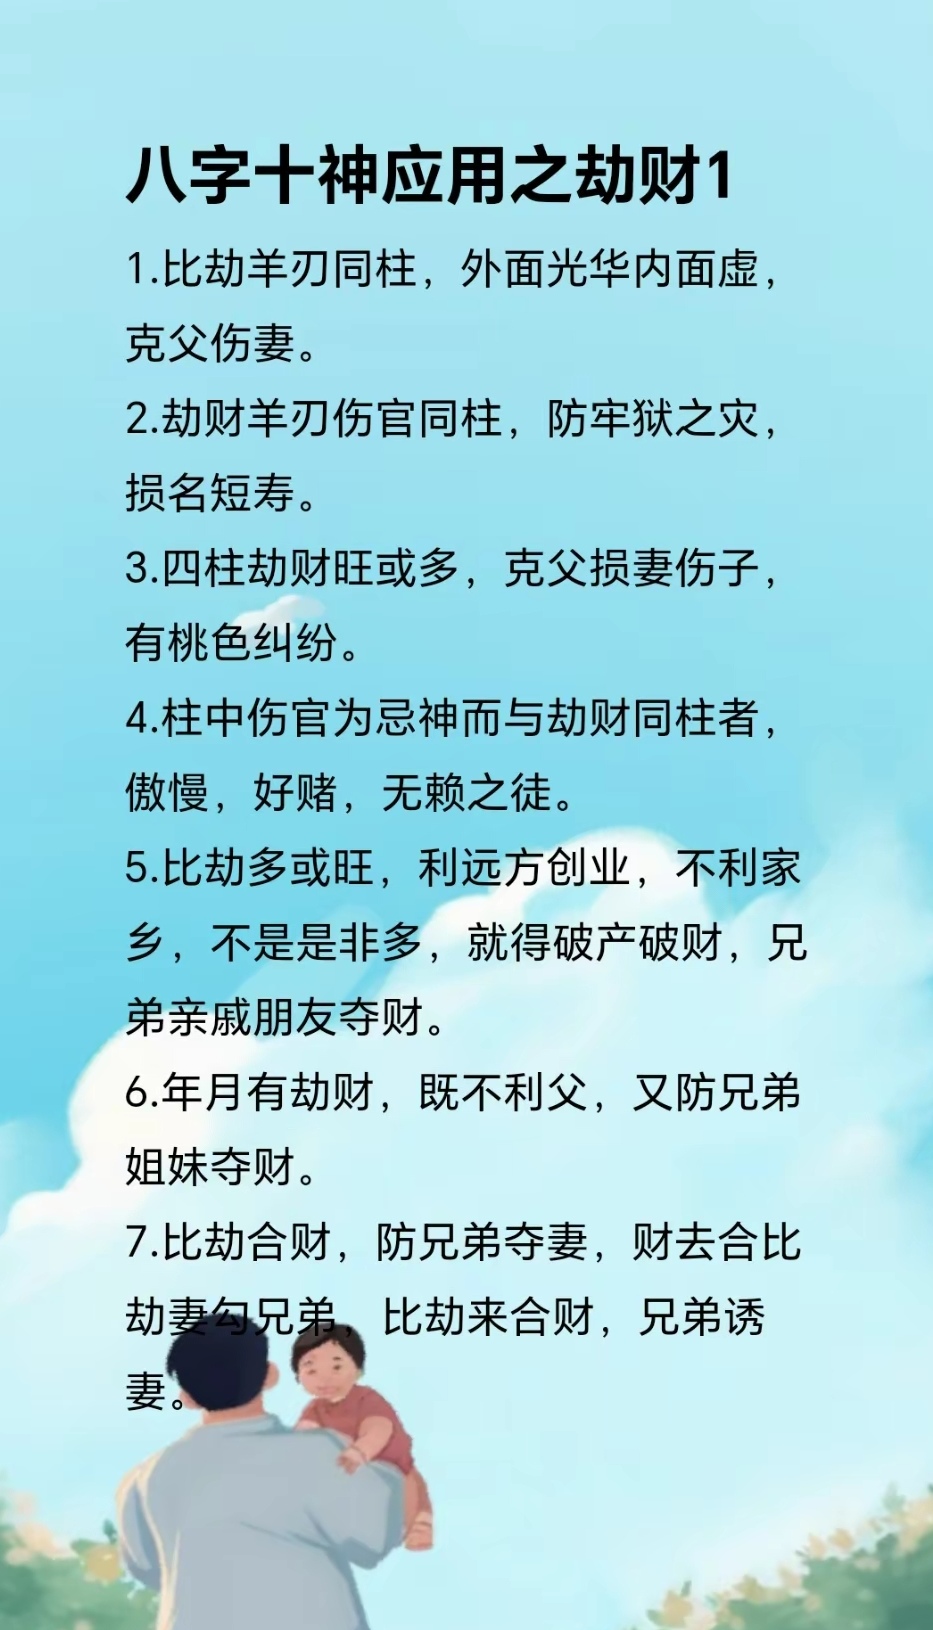 八字十神应用之劫财1
1.比劫羊刃同柱，外面光华内面虚，
克父伤妻。
2.劫财羊刃伤官同柱，防牢狱之灾，
损名短寿。
3.四柱劫财旺或多，克父损妻伤子，
有桃色纠纷。
4.柱中伤官为忌神而与劫财同柱者，
傲慢，好赌，无赖之徒。
5.比劫多或旺，利远方创业，不利家
乡，不是是非多，就得破产破财，兄
弟亲戚朋友夺财。
6.年月有劫财，既不利父，又防兄弟
姐妹夺财。
7.比劫合财，防兄弟夺妻，财去合比
劫妻勾兄弟，比劫来合财，兄弟诱
妻。